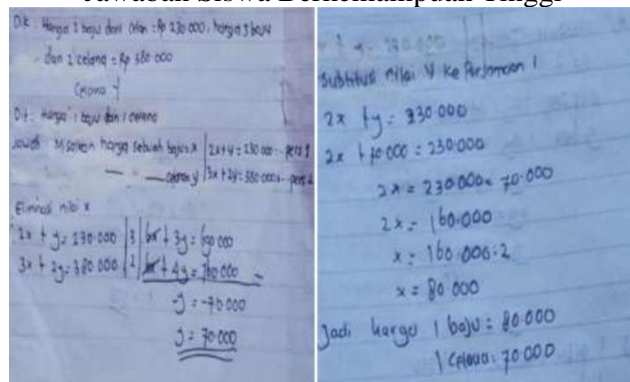 Jawaban Siswa Berkemampuan Tinggi
Dik : Harga 2 baju dan celana : Rp 230.000, harga 3 baju
dan 2 celana = Rp 380 000
Celana
Dit : Harga 1 baju dan 1 celana
Jawab : Misalkan harga sebuah baju = x | 2x + y = 230.000 - pers 1
celana y | 3x + 2y = 380 000 - pers 2
Eliminasi nilai x
2x + y = 230.000 | 3 | 6x + 3y = 690 000
3x + 2y = 380 000 | 2 | 6x + 4y = 760 000 -
-y = -70 000
y = 70 000
y = 230.000
Substitusi nilai y ke Persamaan 1
2x + y = 230 000
2x + 70 000 = 230.000
2x = 230.000 - 70.000
2x = 160.000
x = 160 000 : 2
x = 80 000
Jadi harga 1 baju = 80 000
1 Celana : 70 000